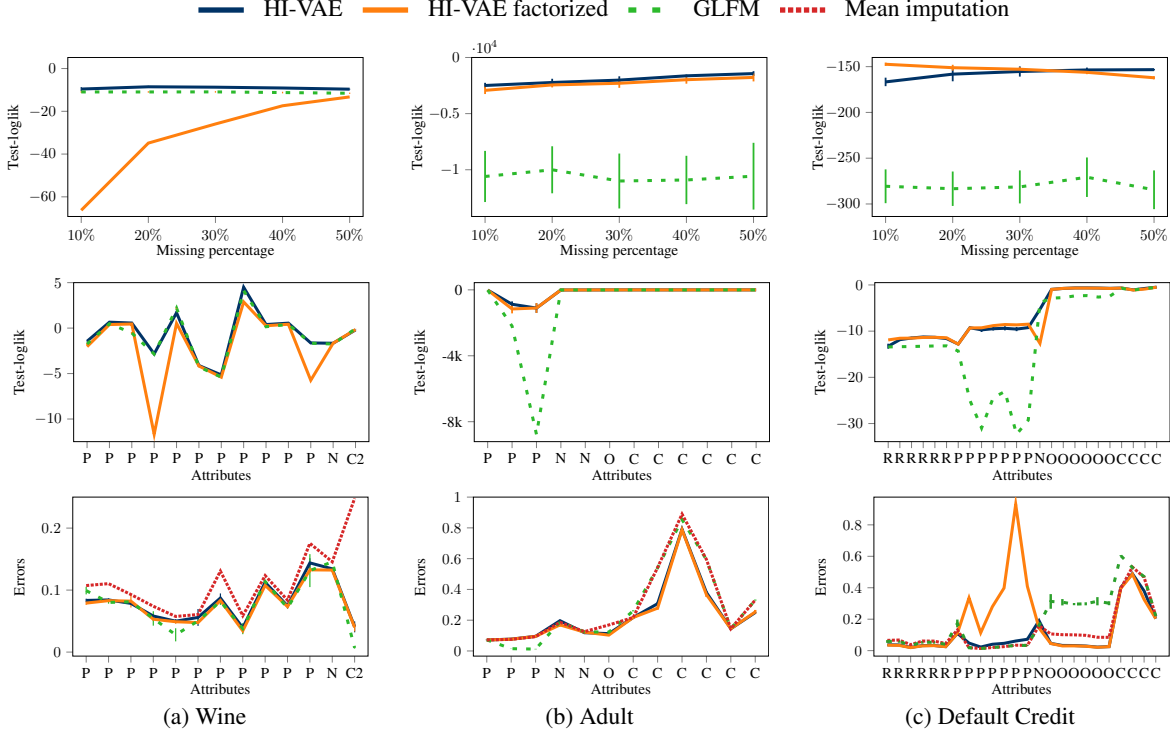 HI-VAE HI-VAE factorized GLFM Mean imputation
Test-loglik
0
−20
−40
−60
10% 20% 30% 40% 50%
Missing percentage
·10⁴
Test-loglik
0
−0.5
−1
10% 20% 30% 40% 50%
Missing percentage
Test-loglik
−150
−200
−250
−300
10% 20% 30% 40% 50%
Missing percentage
Test-loglik
5
0
−5
−10
P P P P P P P P P P P N C2
Attributes
Test-loglik
0
-4k
-8k
P P P N N O C C C C C C
Attributes
Test-loglik
0
−10
−20
−30
RRRRRRPPPPPPPNOOOOOOCCCC
Attributes
Errors
0.2
0.1
0
P P P P P P P P P P P N C2
Attributes
Errors
1
0.8
0.6
0.4
0.2
0
P P P N N O C C C C C C
Attributes
Errors
0.8
0.6
0.4
0.2
0
RRRRRRPPPPPPPNOOOOOOCCCC
Attributes
(a) Wine (b) Adult (c) Default Credit